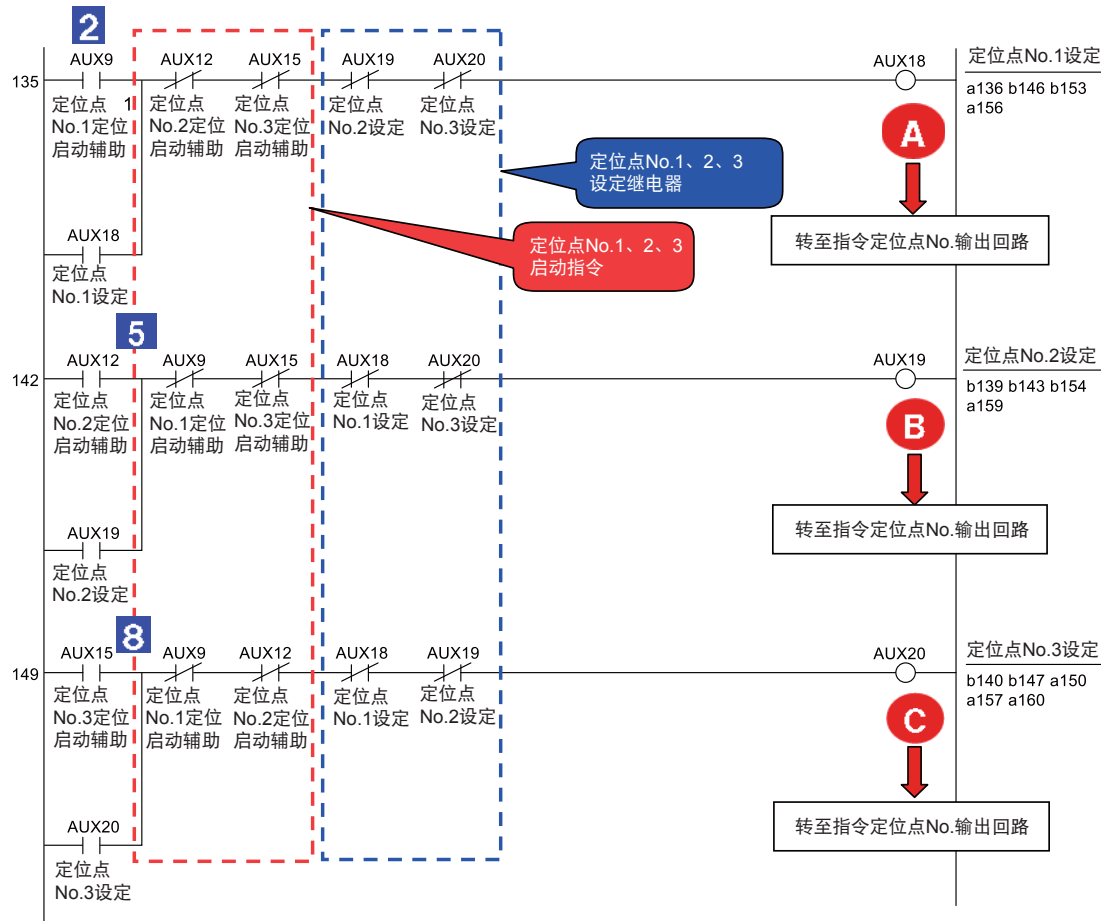 2
AUX9 AUX12 AUX15 AUX19 AUX20 AUX18
定位点No.1设定
135
a136 b146 b153
a156
定位点 1
No.1定位
启动辅助
定位点
No.2定位
启动辅助
定位点
No.3定位
启动辅助
定位点
No.2设定
定位点
No.3设定
A
定位点No.1、2、3
设定继电器
转至指令定位点No.输出回路
定位点No.1、2、3
启动指令
AUX18
定位点
No.1设定
5
AUX12 AUX9 AUX15 AUX18 AUX20 AUX19
定位点No.2设定
142
b139 b143 b154
a159
定位点
No.2定位
启动辅助
定位点
No.1定位
启动辅助
定位点
No.3定位
启动辅助
定位点
No.1设定
定位点
No.3设定
B
转至指令定位点No.输出回路
AUX19
定位点
No.2设定
8
AUX15 AUX9 AUX12 AUX18 AUX19 AUX20
定位点No.3设定
149
b140 b147 a150
a157 a160
定位点
No.3定位
启动辅助
定位点
No.1定位
启动辅助
定位点
No.2定位
启动辅助
定位点
No.1设定
定位点
No.2设定
C
转至指令定位点No.输出回路
AUX20
定位点
No.3设定